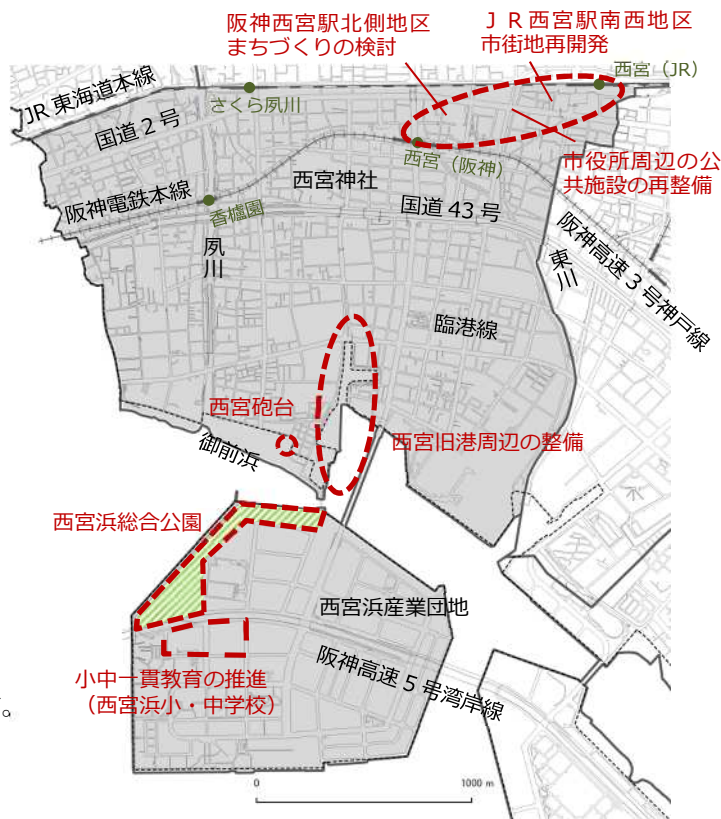 阪神西宮駅北側地区
まちづくりの検討
ＪＲ西宮駅南西地区
市街地再開発
西宮（JR）
JR 東海道本線
さくら夙川
国道２号
西宮（阪神）
市役所周辺の公
共施設の再整備
西宮神社
阪神電鉄本線
香櫨園
国道 43 号
夙川
東川
阪神高速３号神戸線
臨港線
西宮砲台
御前浜
西宮旧港周辺の整備
西宮浜総合公園
西宮浜産業団地
阪神高速５号湾岸線
小中一貫教育の推進
（西宮浜小・中学校）
。
0
1000 m